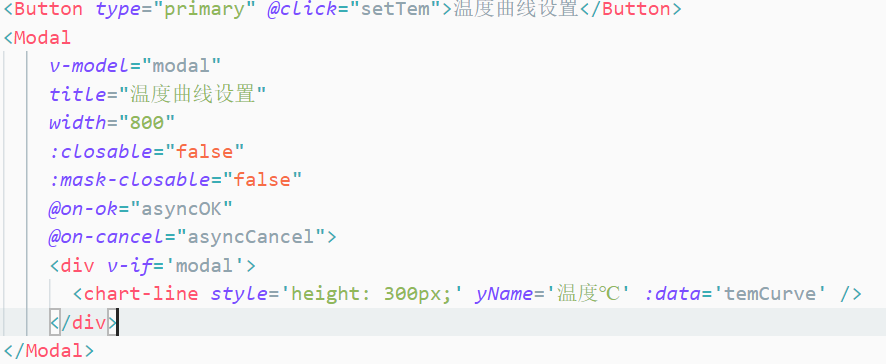 <Button type="primary" @click="setTem">温度曲线设置</Button>
<Modal
v-model="modal"
title="温度曲线设置"
width="800"
:closable="false"
:mask-closable="false"
@on-ok="asyncOK"
@on-cancel="asyncCancel">
<div v-if='modal'>
<chart-line style='height: 300px;' yName='温度℃' :data='temCurve' />
</div>
</Modal>